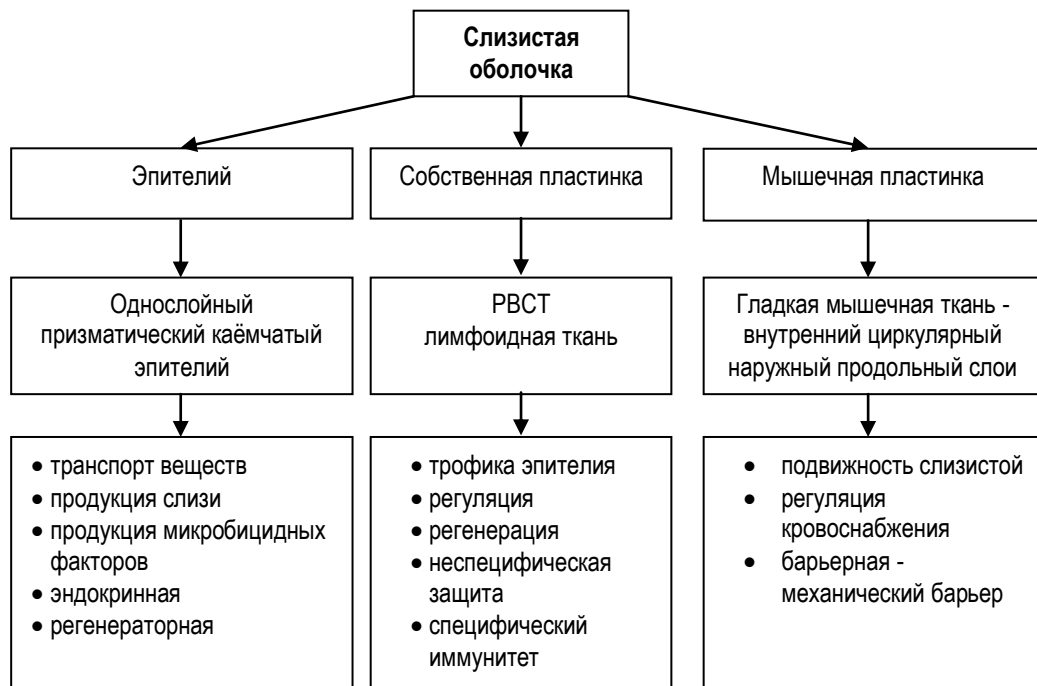 Слизистая
оболочка
Эпителий
Собственная пластинка
Мышечная пластинка
Однослойный
призматический каёмчатый
эпителий
РВСТ
лимфоидная ткань
Гладкая мышечная ткань -
внутренний циркулярный
наружный продольный слои
• транспорт веществ
• продукция слизи
• продукция микробицидных
факторов
• эндокринная
• регенераторная
• трофика эпителия
• регуляция
• регенерация
• неспецифическая
защита
• специфический
иммунитет
• подвижность слизистой
• регуляция
кровоснабжения
• барьерная -
механический барьер